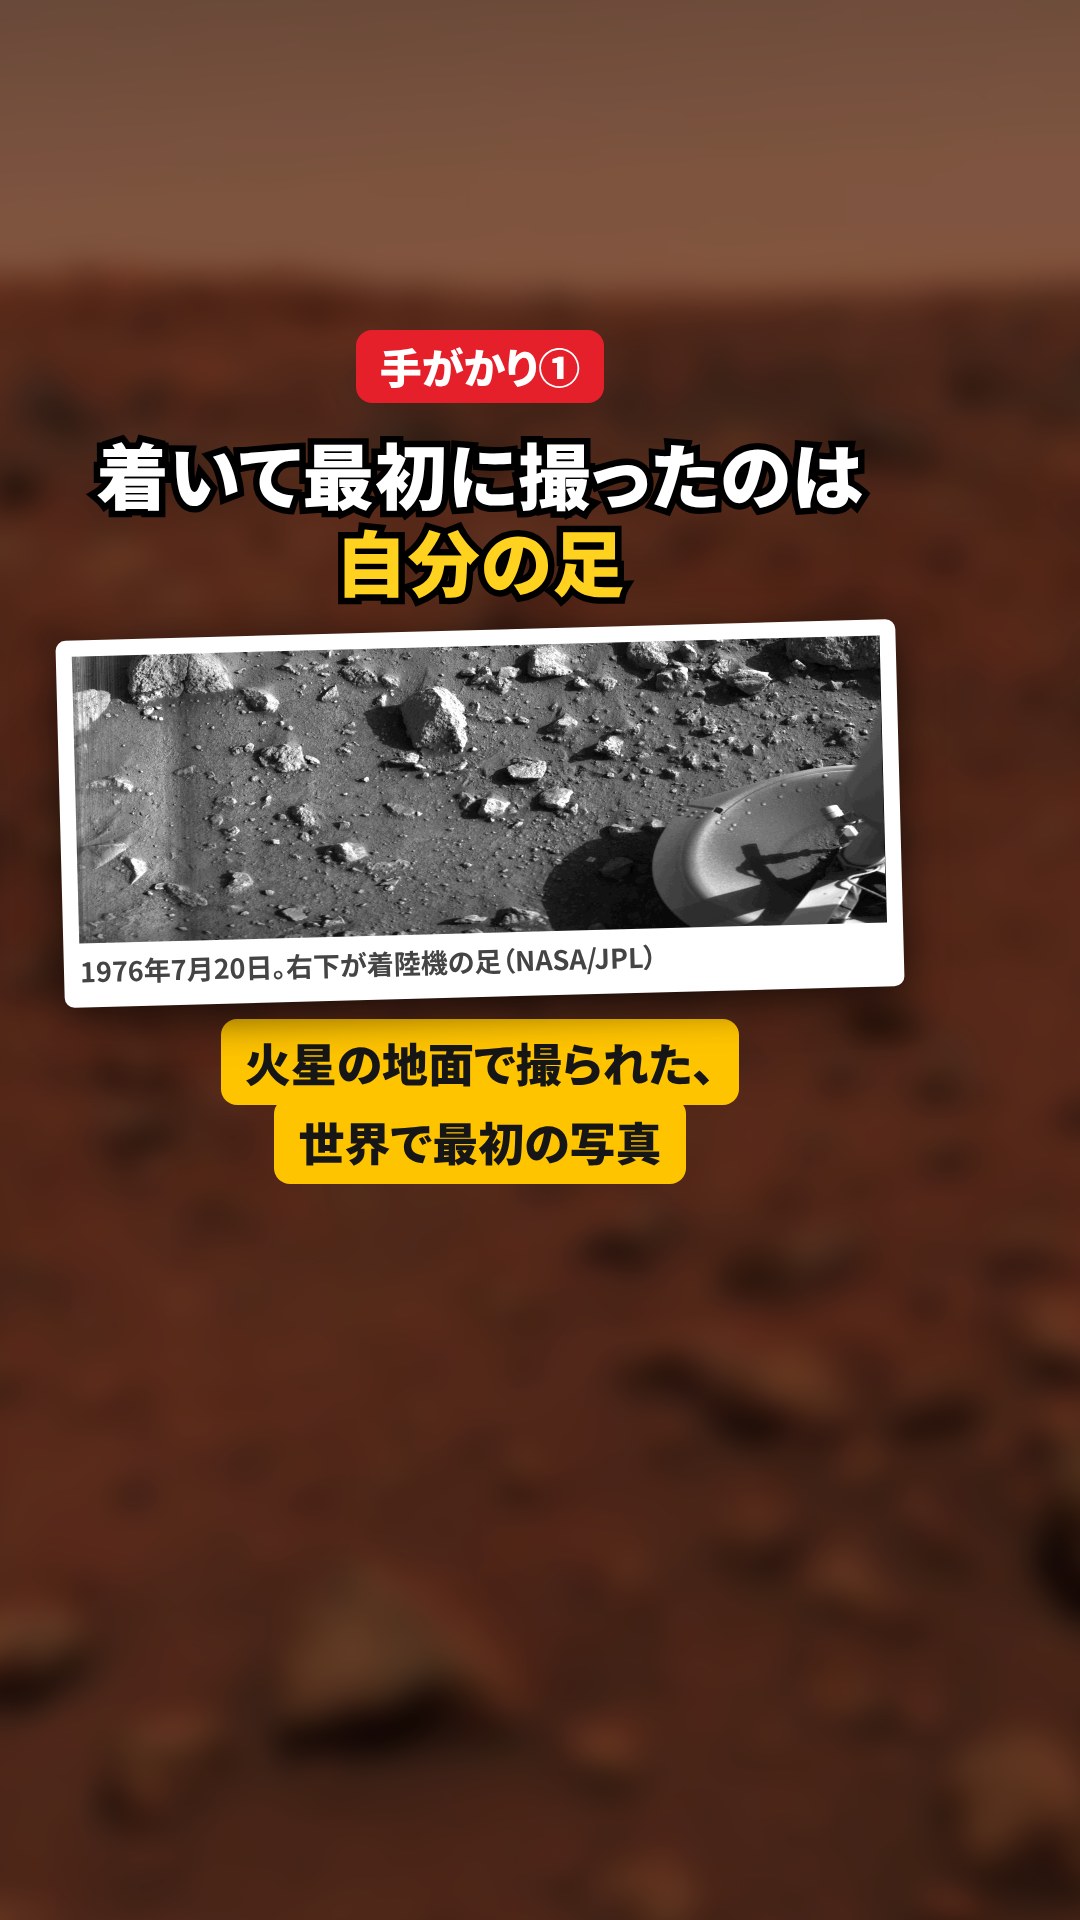 手がかり①
着いて最初に撮ったのは
自分の足
1976年7月20日。右下が着陸機の足（NASA/JPL）
火星の地面で撮られた、
世界で最初の写真